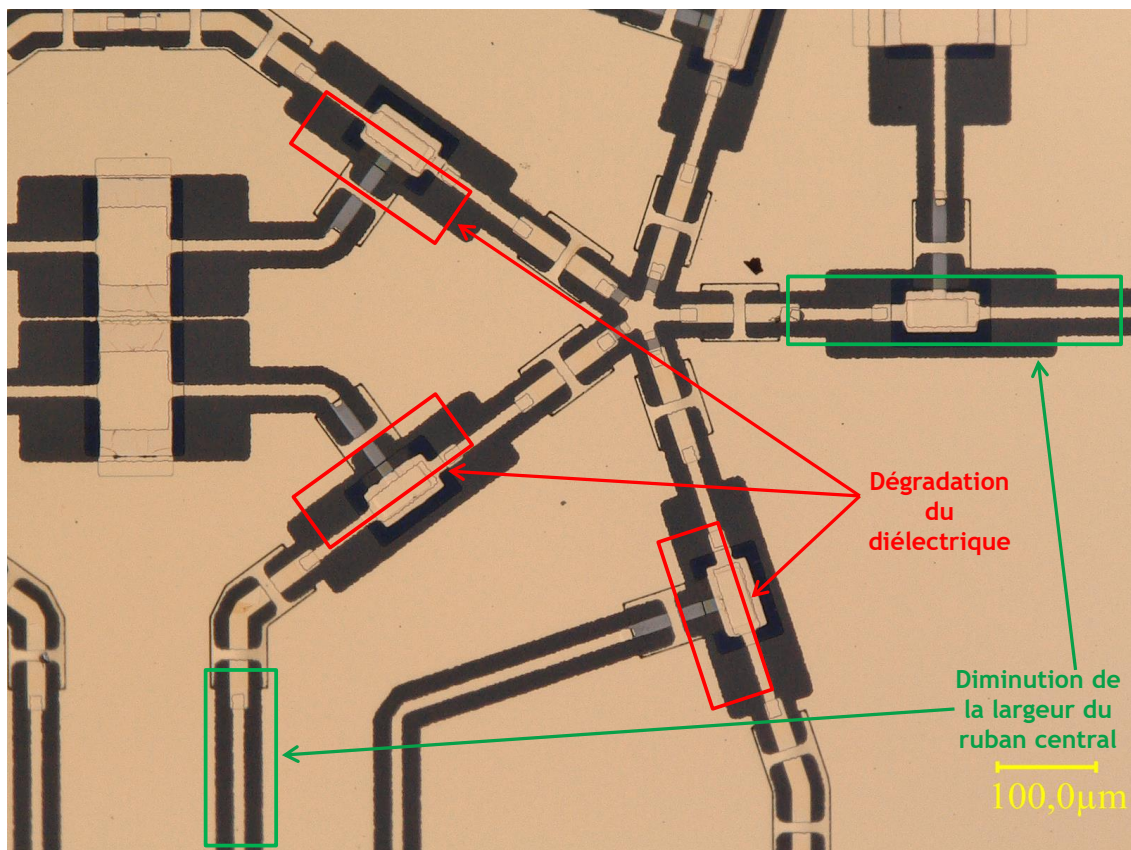 Dégradation
du
diélectrique
Diminution de
la largeur du
ruban central
100,0µm